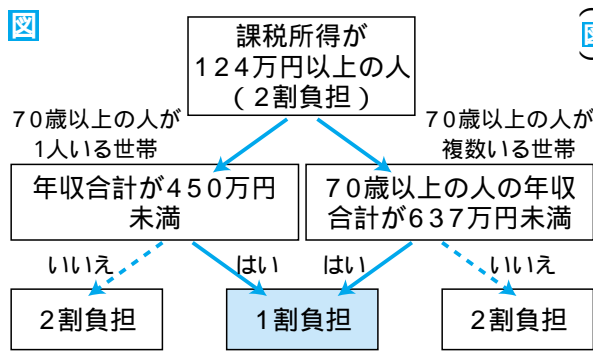 図
課税所得が
124万円以上の人
(2割負担)
70歳以上の人が
1人いる世帯
70歳以上の人が
複数いる世帯
年収合計が450万円
未満
70歳以上の人の年収
合計が637万円未満
いいえ
はい
はい
いいえ
2割負担
1割負担
2割負担